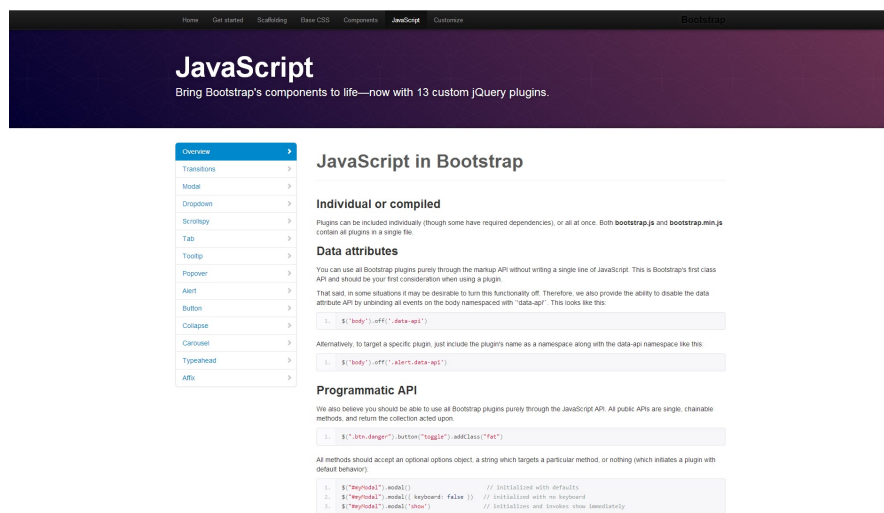 Home Get started Scaffolding Base CSS Components JavaScript Customize Bootstrap
JavaScript
Bring Bootstrap's components to life—now with 13 custom jQuery plugins.
Overview
Transitions
Modal
Dropdown
Scrollspy
Tab
Tooltip
Popover
Alert
Button
Collapse
Carousel
Typeahead
Affix
JavaScript in Bootstrap
Individual or compiled
Plugins can be included individually (though some have required dependencies), or all at once. Both bootstrap.js and bootstrap.min.js
contain all plugins in a single file.
Data attributes
You can use all Bootstrap plugins purely through the markup API without writing a single line of JavaScript. This is Bootstrap's first class
API and should be your first consideration when using a plugin.
That said, in some situations it may be desirable to turn this functionality off. Therefore, we also provide the ability to disable the data
attribute API by unbinding all events on the body namespaced with `'data-api'`. This looks like this:
1. $('body').off('.data-api')
Alternatively, to target a specific plugin, just include the plugin's name as a namespace along with the data-api namespace like this:
1. $('body').off('.alert.data-api')
Programmatic API
We also believe you should be able to use all Bootstrap plugins purely through the JavaScript API. All public APIs are single, chainable
methods, and return the collection acted upon.
1. $(".btn.danger").button("toggle").addClass("fat")
All methods should accept an optional options object, a string which targets a particular method, or nothing (which initiates a plugin with
default behavior):
1. $("#myModal").modal() // initialized with defaults
2. $("#myModal").modal({ keyboard: false }) // initialized with no keyboard
3. $("#myModal").modal('show') // initializes and invokes show immediately